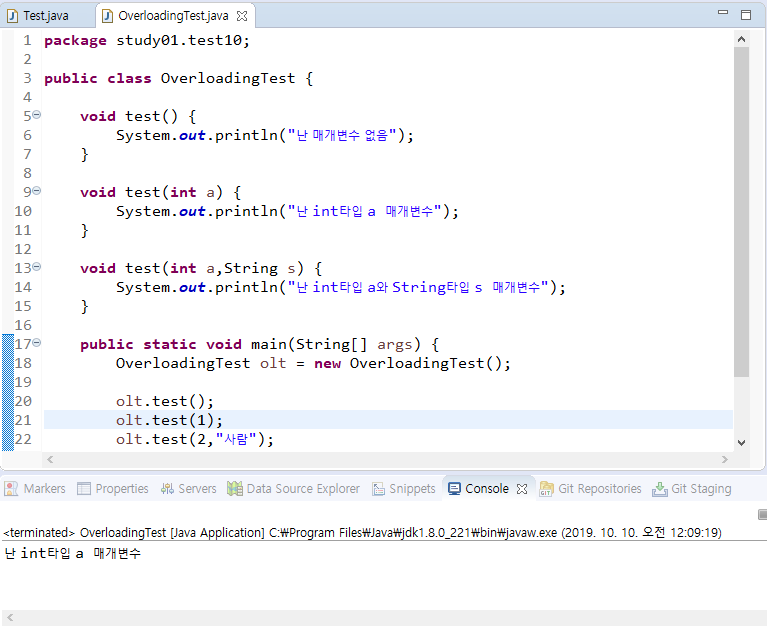 Test.java OverloadingTest.java
1 package study01.test10;
2
3 public class OverloadingTest {
4
5 void test() {
6 System.out.println("난 매개변수 없음");
7 }
8
9 void test(int a) {
10 System.out.println("난 int타입 a 매개변수");
11 }
12
13 void test(int a,String s) {
14 System.out.println("난 int타입 a와 String타입 s 매개변수");
15 }
16
17 public static void main(String[] args) {
18 OverloadingTest olt = new OverloadingTest();
19
20 olt.test();
21 olt.test(1);
22 olt.test(2,"사람");
Markers Properties Servers Data Source Explorer Snippets Console Git Repositories Git Staging
<terminated> OverloadingTest [Java Application] C:₩Program Files₩Java₩jdk1.8.0_221₩bin₩javaw.exe (2019. 10. 10. 오전 12:09:19)
난 int타입 a 매개변수